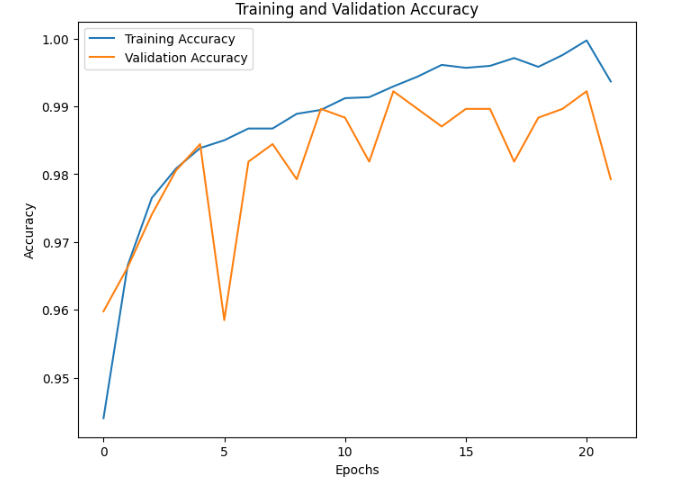 Training and Validation Accuracy
Training Accuracy
Validation Accuracy
1.00
0.99
0.98
0.97
0.96
0.95
Accuracy
0
5
10
15
20
Epochs